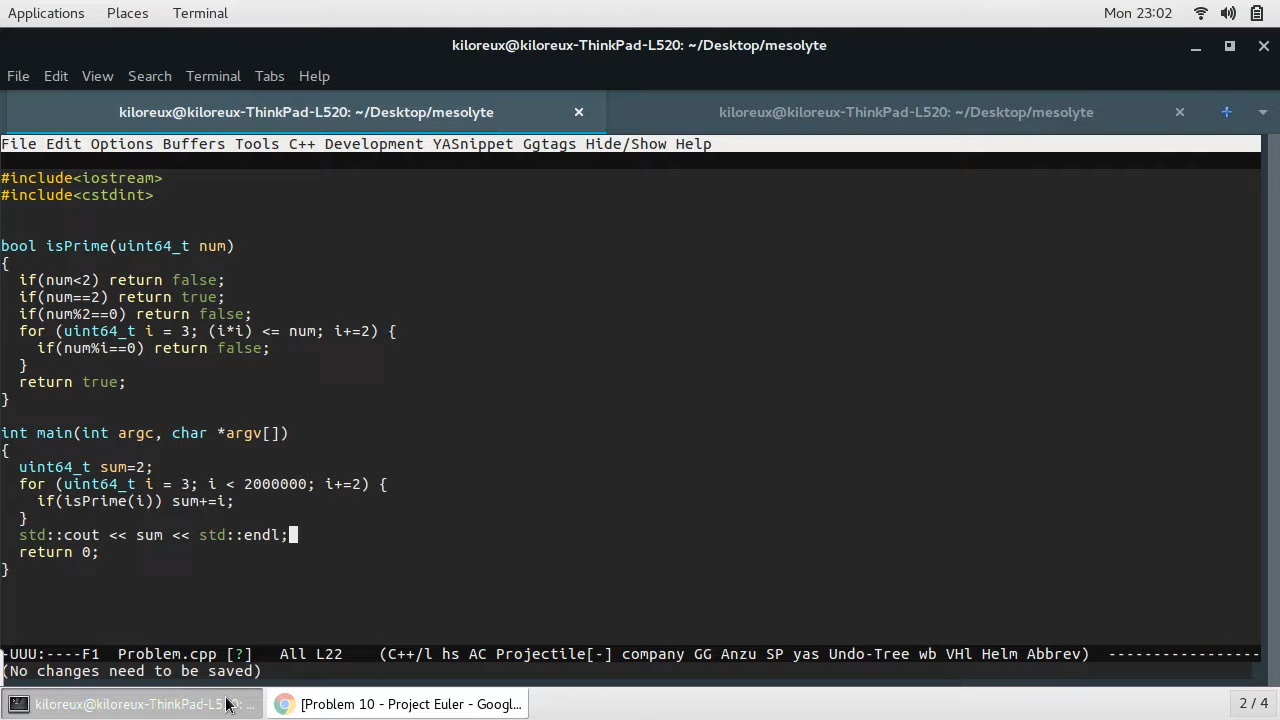 Applications Places Terminal Mon 23:02
kiloreux@kiloreux-ThinkPad-L520: ~/Desktop/mesolyte
File Edit View Search Terminal Tabs Help
kiloreux@kiloreux-ThinkPad-L520: ~/Desktop/mesolyte kiloreux@kiloreux-ThinkPad-L520: ~/Desktop/mesolyte
File Edit Options Buffers Tools C++ Development YASnippet Ggtags Hide/Show Help
#include<iostream>
#include<cstdint>
bool isPrime(uint64_t num)
{
  if(num<2) return false;
  if(num==2) return true;
  if(num%2==0) return false;
  for (uint64_t i = 3; (i*i) <= num; i+=2) {
    if(num%i==0) return false;
  }
  return true;
}
int main(int argc, char *argv[])
{
  uint64_t sum=2;
  for (uint64_t i = 3; i < 2000000; i+=2) {
    if(isPrime(i)) sum+=i;
  }
  std::cout << sum << std::endl;
  return 0;
}
-UUU:----F1  Problem.cpp [?]   All L22    (C++/l hs AC Projectile[-] company GG Anzu SP yas Undo-Tree wb VHl Helm Abbrev)  -----------------
(No changes need to be saved)
kiloreux@kiloreux-ThinkPad-L520: ... [Problem 10 - Project Euler - Googl... 2 / 4